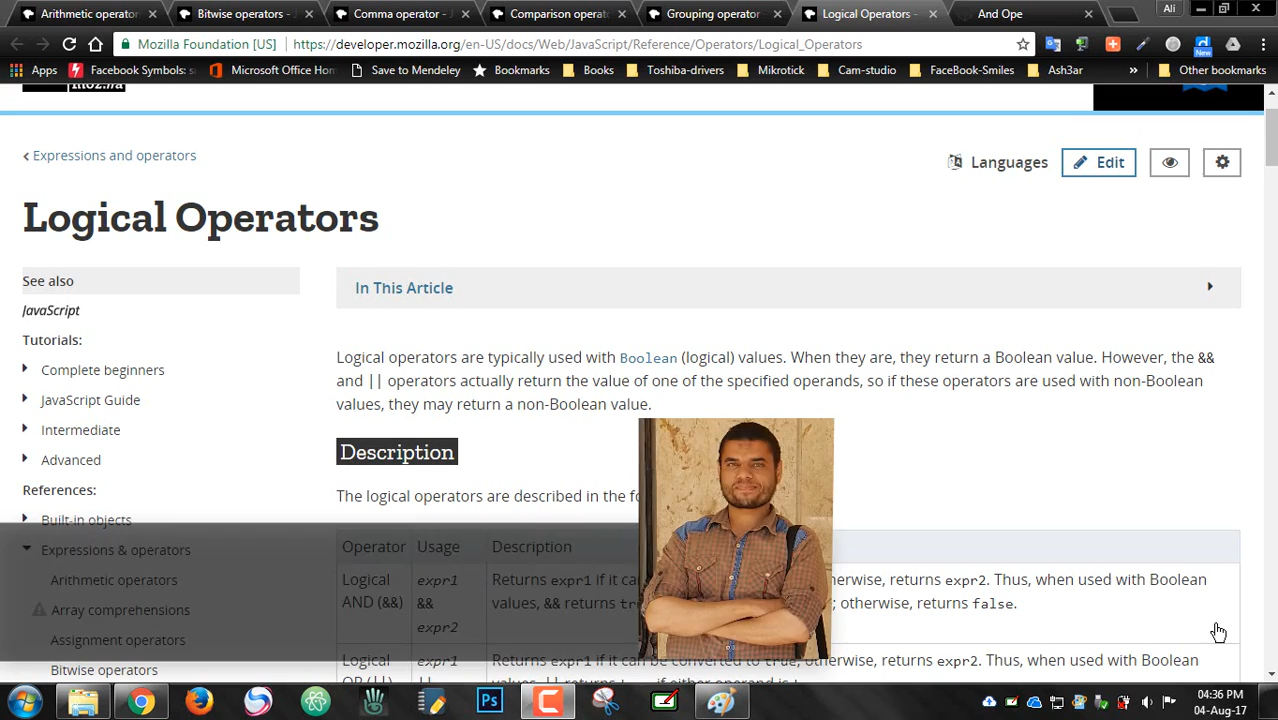 Arithmetic operator
Bitwise operators -
Comma operator -
Comparison operat
Grouping operator
Logical Operators -
And Ope
Ali
Mozilla Foundation [US]
https://developer.mozilla.org/en-US/docs/Web/JavaScript/Reference/Operators/Logical_Operators
New
Apps
Facebook Symbols: s
Microsoft Office Hom
Save to Mendeley
Bookmarks
Books
Toshiba-drivers
Mikrotick
Cam-studio
FaceBook-Smiles
Ash3ar
»
Other bookmarks
Expressions and operators
Languages
Edit
Logical Operators
See also
In This Article
JavaScript
Tutorials:
Complete beginners
JavaScript Guide
Intermediate
Advanced
References:
Built-in objects
Expressions & operators
Arithmetic operators
Array comprehensions
Assignment operators
Bitwise operators
Logical operators are typically used with Boolean (logical) values. When they are, they return a Boolean value. However, the &&
and || operators actually return the value of one of the specified operands, so if these operators are used with non-Boolean
values, they may return a non-Boolean value.
Description
The logical operators are described in the fo
Operator Usage Description
Logical AND (&&)
expr1 && expr2
Returns expr1 if it ca herwise, returns expr2. Thus, when used with Boolean
values, && returns tr ; otherwise, returns false.
Logical
expr1
Returns expr1 if it can be converted to true; otherwise, returns expr2. Thus, when used with Boolean
04:36 PM
04-Aug-17
Ps